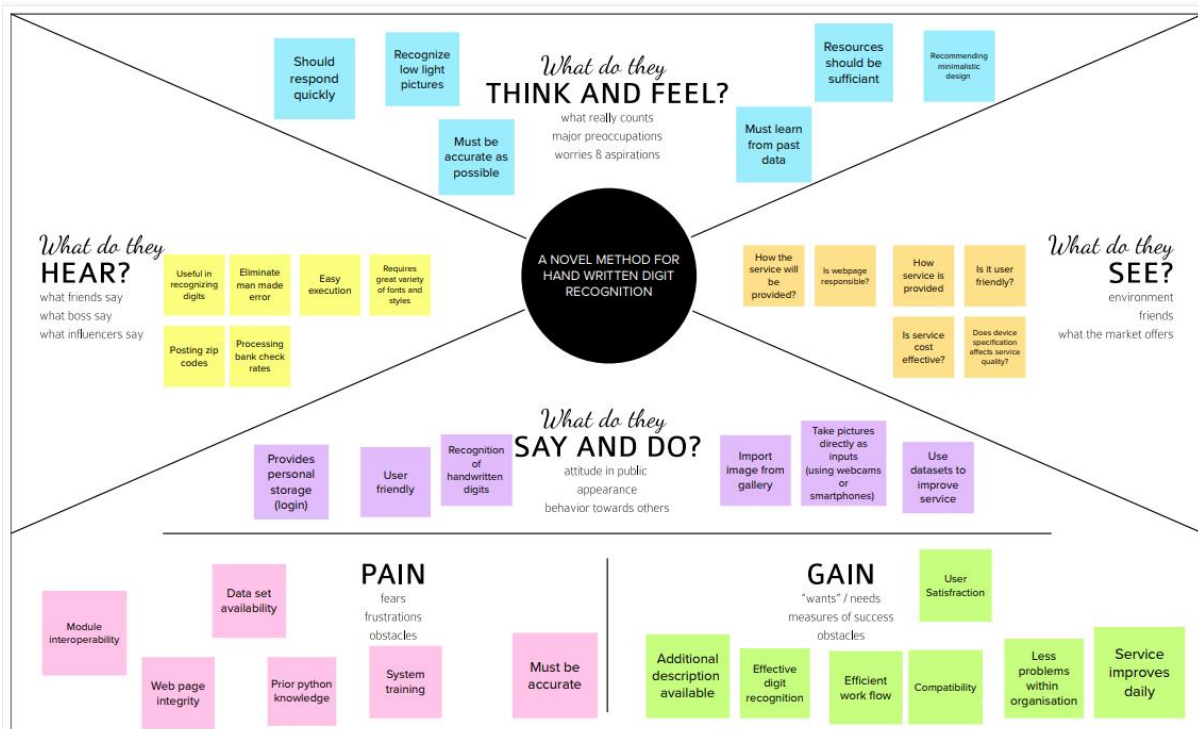 What do they
THINK AND FEEL?
what really counts
major preoccupations
worries & aspirations
Should
respond
quickly
Recognize
low light
pictures
Must be
accurate as
possible
Resources
should be
sufficiant
Recommending
minimalistic
design
Must learn
from past
data
What do they
HEAR?
what friends say
what boss say
what influencers say
Useful in
recognizing
digits
Eliminate
man made
error
Easy
execution
Requires
great variety
of fonts and
styles
Posting zip
codes
Processing
bank check
rates
A NOVEL METHOD FOR
HAND WRITTEN DIGIT
RECOGNITION
How the
service will
be
provided?
Is webpage
responsible?
How
service is
provided
Is it user
friendly?
Is service
cost
effective?
Does device
specification
affects service
quality?
What do they
SEE?
environment
friends
what the market offers
What do they
SAY AND DO?
attitude in public
appearance
behavior towards others
Provides
personal
storage
(login)
User
friendly
Recognition
of
handwritten
digits
Import
image from
gallery
Take pictures
directly as
inputs
(using webcams
or
smartphones)
Use
datasets to
improve
service
PAIN
fears
frustrations
obstacles
Module
interoperability
Data set
availability
Web page
integrity
Prior python
knowledge
System
training
Must be
accurate
GAIN
"wants" / needs
measures of success
obstacles
User
Satisfraction
Additional
description
available
Effective
digit
recognition
Efficient
work flow
Compatibility
Less
problems
within
organisation
Service
improves
daily